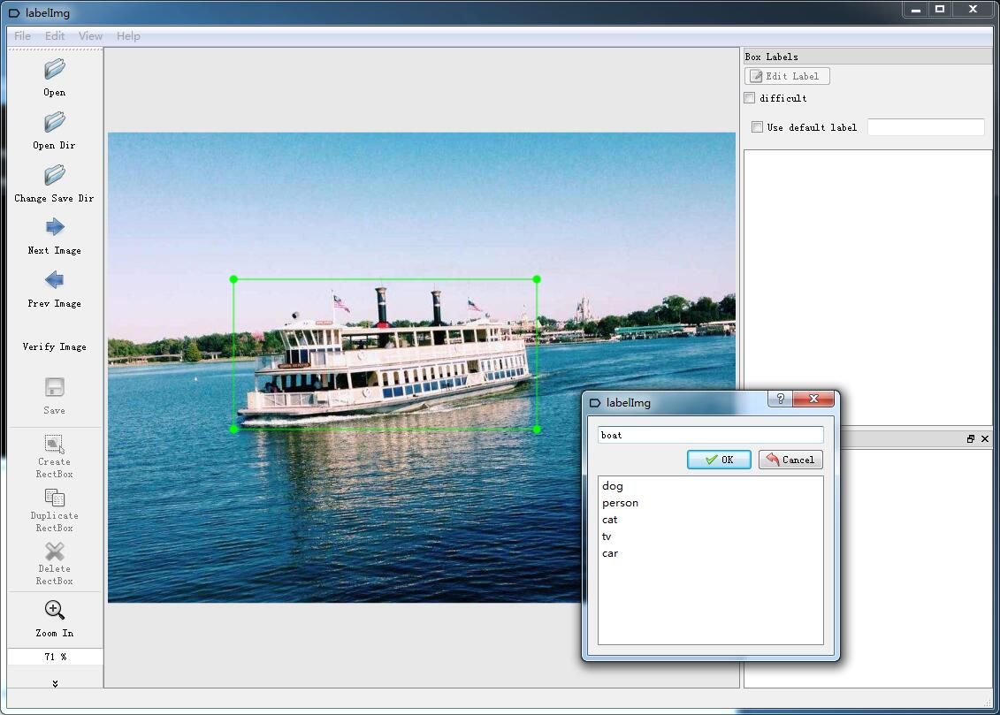 labelImg
File Edit View Help
Open
Open Dir
Change Save Dir
Next Image
Prev Image
Verify Image
Save
Create
RectBox
Duplicate
RectBox
Delete
RectBox
Zoom In
71 %
Box Labels
Edit Label
difficult
Use default label
labelImg
?
boat
OK
Cancel
dog
person
cat
tv
car